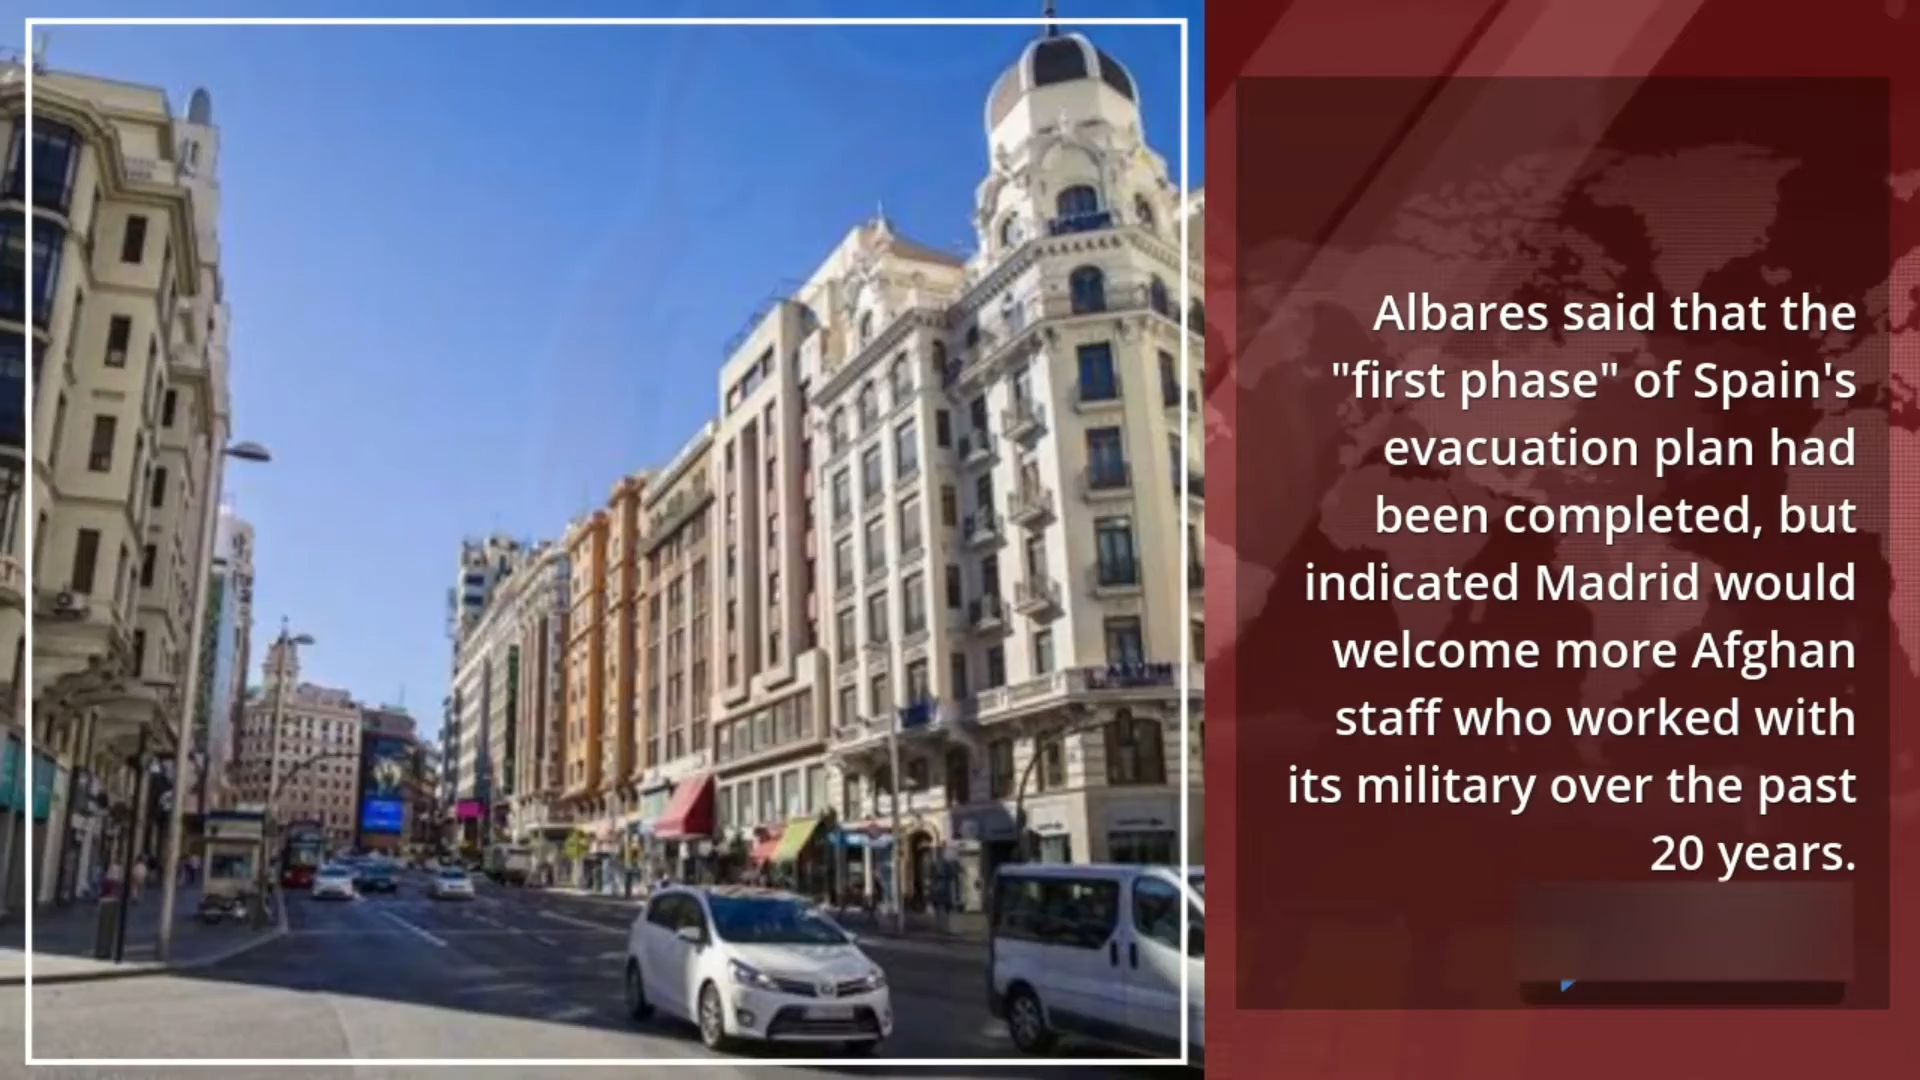 Albares said that the
"first phase" of Spain's
evacuation plan had
been completed, but
indicated Madrid would
welcome more Afghan
staff who worked with
its military over the past
20 years.